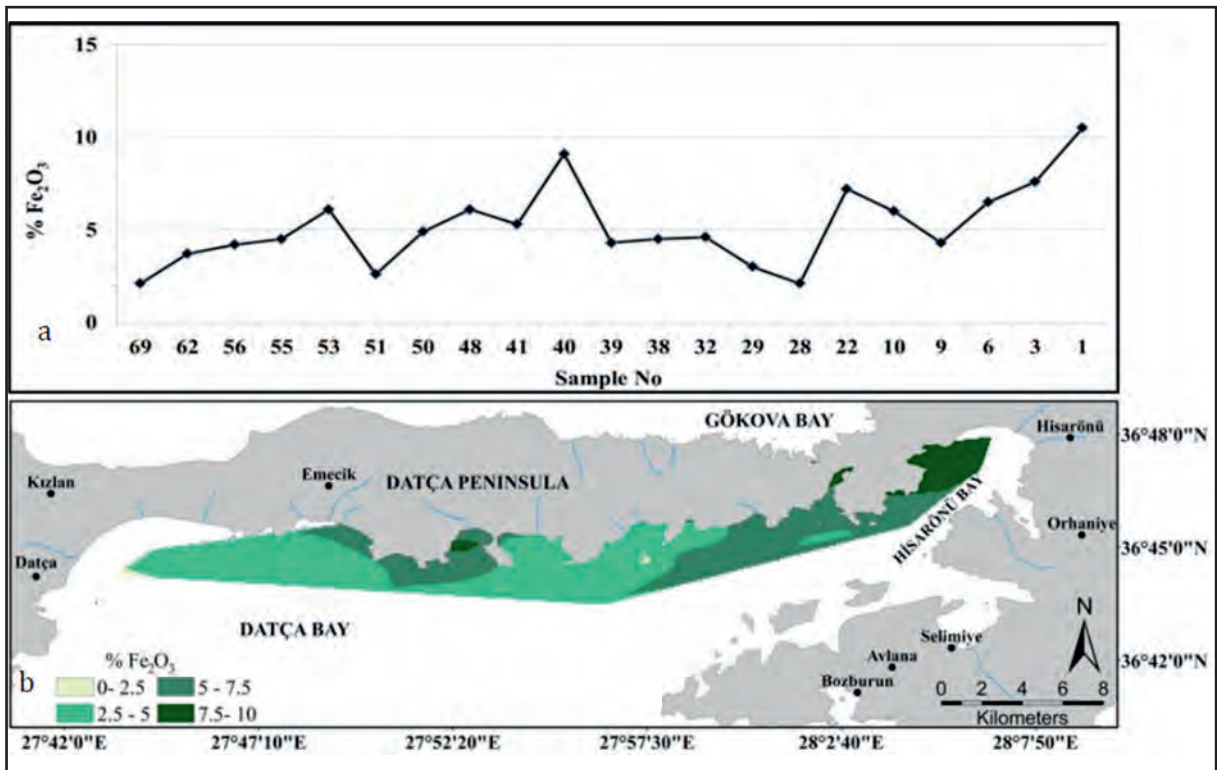 15
10
5
0
% Fe₂O₃
a
69 62 56 55 53 51 50 48 41 40 39 38 32 29 28 22 10 9 6 3 1
Sample No
GÖKOVA BAY
Hisarönü
36°48'0"N
Kızlan
Emecik
DATÇA PENINSULA
HİSARÖNÜ BAY
Orhaniye
36°45'0"N
Datça
DATÇA BAY
N
Selimiye
Avlana
36°42'0"N
Bozburun
% Fe₂O₃
b
0- 2.5 5 - 7.5
2.5 - 5 7.5- 10
0 2 4 6 8
Kilometers
27°42'0"E 27°47'10"E 27°52'20"E 27°57'30"E 28°2'40"E 28°7'50"E